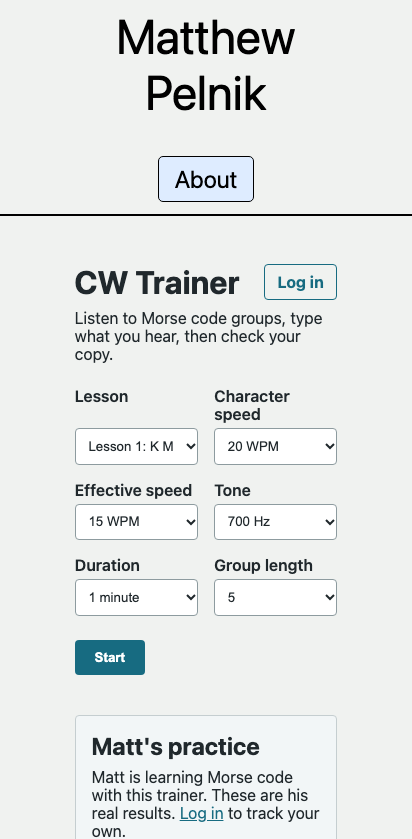 Matthew
Pelnik
About
CW Trainer
Log in
Listen to Morse code groups, type
what you hear, then check your
copy.
Lesson
Character
speed
Lesson 1: K M
20 WPM
Effective speed
Tone
15 WPM
700 Hz
Duration
Group length
1 minute
5
Start
Matt's practice
Matt is learning Morse code
with this trainer. These are his
real results. Log in to track your
own.